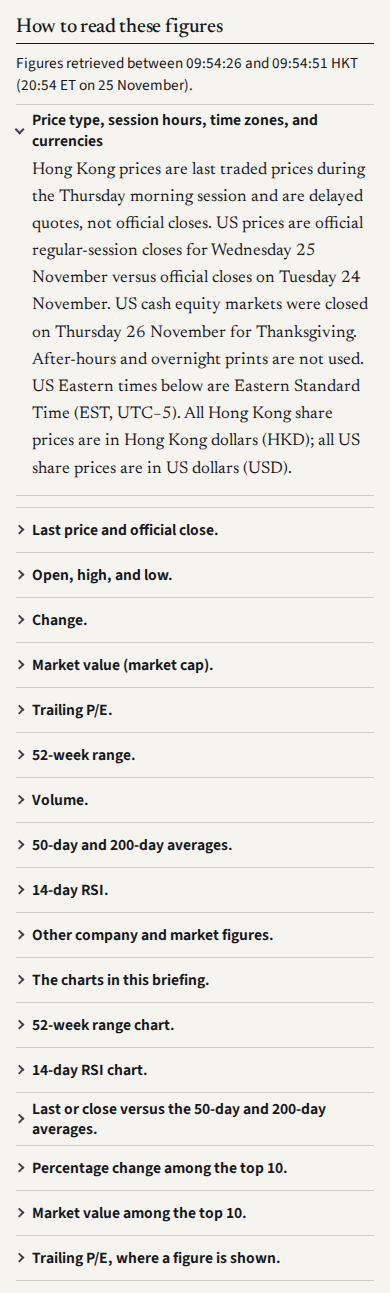 How to read these figures
Figures retrieved between 09:54:26 and 09:54:51 HKT
(20:54 ET on 25 November).
Price type, session hours, time zones, and
currencies
Hong Kong prices are last traded prices during
the Thursday morning session and are delayed
quotes, not official closes. US prices are official
regular-session closes for Wednesday 25
November versus official closes on Tuesday 24
November. US cash equity markets were closed
on Thursday 26 November for Thanksgiving.
After-hours and overnight prints are not used.
US Eastern times below are Eastern Standard
Time (EST, UTC−5). All Hong Kong share
prices are in Hong Kong dollars (HKD); all US
share prices are in US dollars (USD).
Last price and official close.
Open, high, and low.
Change.
Market value (market cap).
Trailing P/E.
52-week range.
Volume.
50-day and 200-day averages.
14-day RSI.
Other company and market figures.
The charts in this briefing.
52-week range chart.
14-day RSI chart.
Last or close versus the 50-day and 200-day
averages.
Percentage change among the top 10.
Market value among the top 10.
Trailing P/E, where a figure is shown.